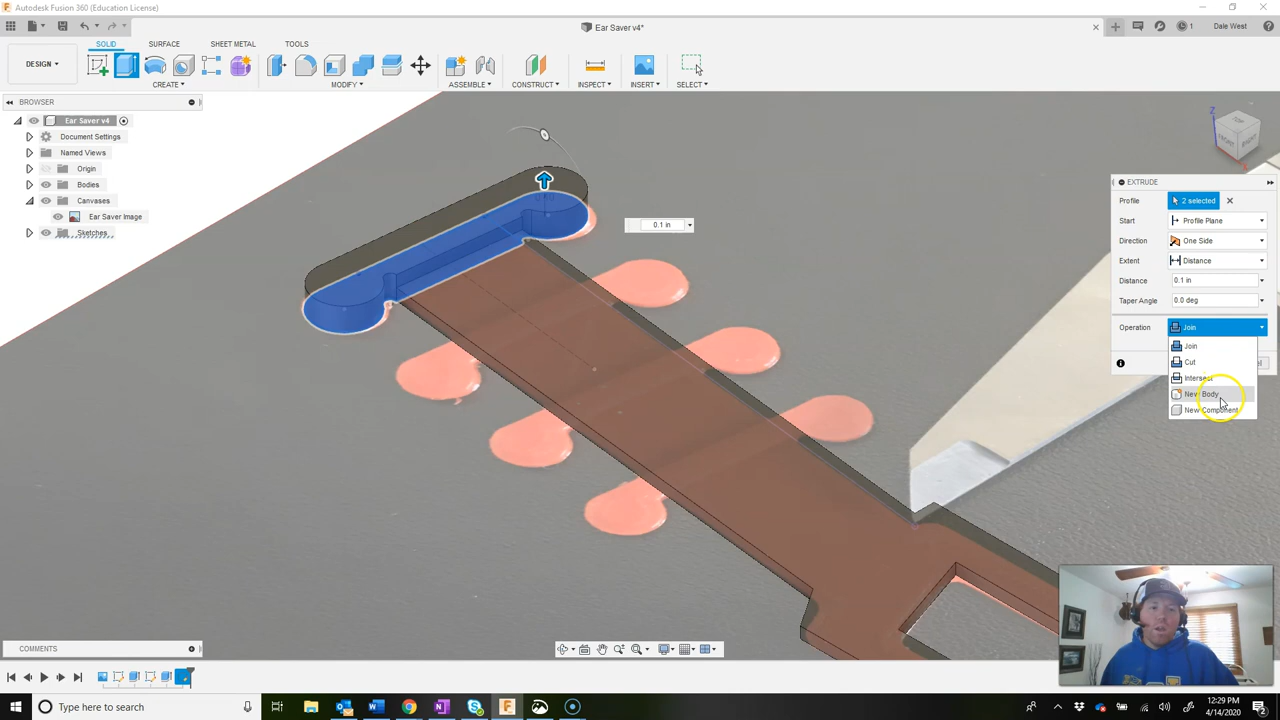 Autodesk Fusion 360 (Education License)
Ear Saver v4*
Dale West
SOLID
SURFACE
SHEET METAL
TOOLS
DESIGN
CREATE
MODIFY
ASSEMBLE
CONSTRUCT
INSPECT
INSERT
SELECT
BROWSER
Ear Saver v4
Document Settings
Named Views
Origin
Bodies
Canvases
Ear Saver Image
Sketches
0.1 in
TOP
FRONT
RIGHT
Z
EXTRUDE
Profile
2 selected
Start
Profile Plane
Direction
One Side
Extent
Distance
Distance
0.1 in
Taper Angle
0.0 deg
Operation
Join
Join
Cut
Intersect
New Body
New Component
COMMENTS
Type here to search
12:29 PM
4/14/2020